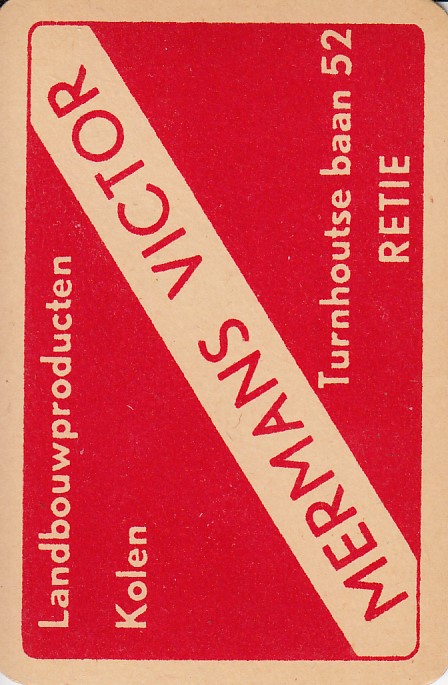 Landbouwproducten
Kolen
MERMANS VICTOR
Turnhoutse baan 52
RETIE